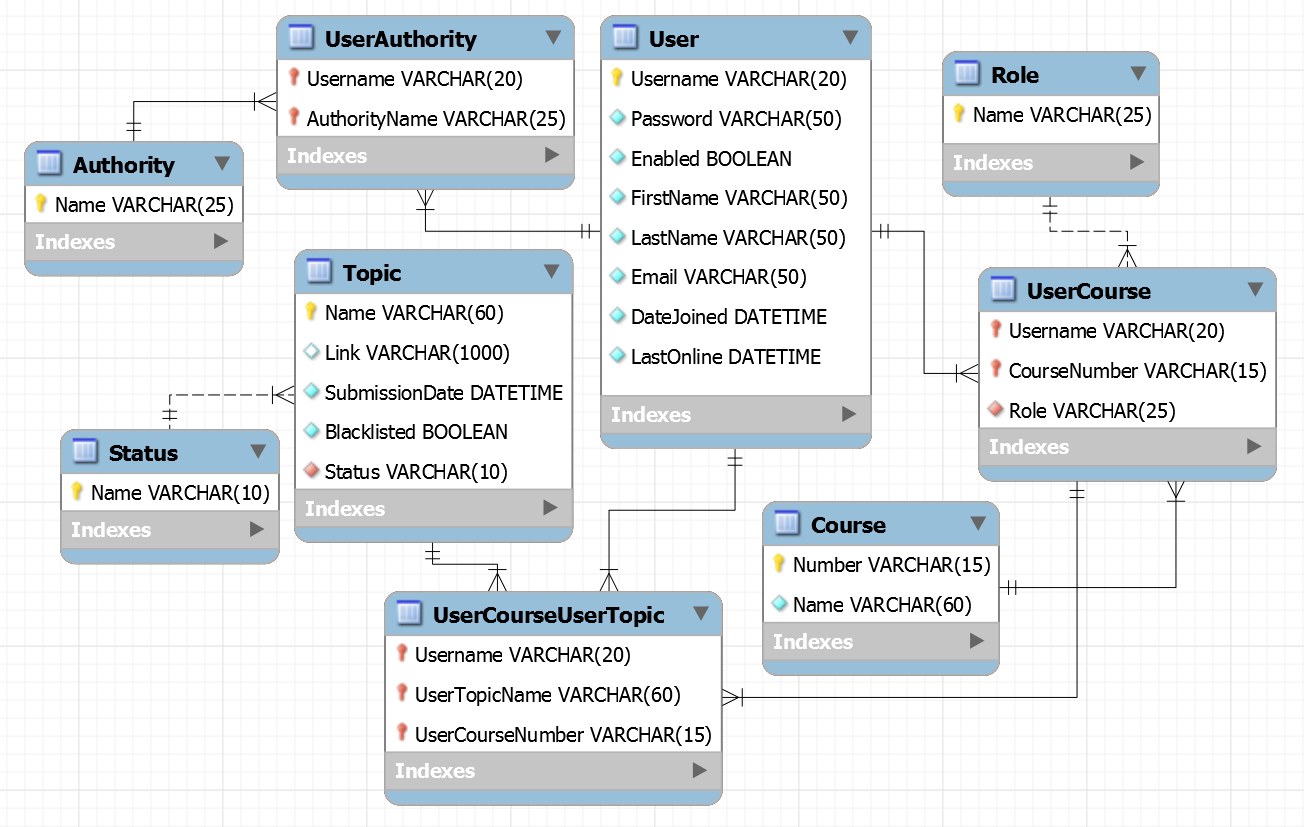 UserAuthority
Username VARCHAR(20)
AuthorityName VARCHAR(25)
Indexes
User
Username VARCHAR(20)
Password VARCHAR(50)
Enabled BOOLEAN
FirstName VARCHAR(50)
LastName VARCHAR(50)
Email VARCHAR(50)
DateJoined DATETIME
LastOnline DATETIME
Indexes
Role
Name VARCHAR(25)
Indexes
Authority
Name VARCHAR(25)
Indexes
Topic
Name VARCHAR(60)
Link VARCHAR(1000)
SubmissionDate DATETIME
Blacklisted BOOLEAN
Status VARCHAR(10)
Indexes
UserCourse
Username VARCHAR(20)
CourseNumber VARCHAR(15)
Role VARCHAR(25)
Indexes
Status
Name VARCHAR(10)
Indexes
Course
Number VARCHAR(15)
Name VARCHAR(60)
Indexes
UserCourseUserTopic
Username VARCHAR(20)
UserTopicName VARCHAR(60)
UserCourseNumber VARCHAR(15)
Indexes